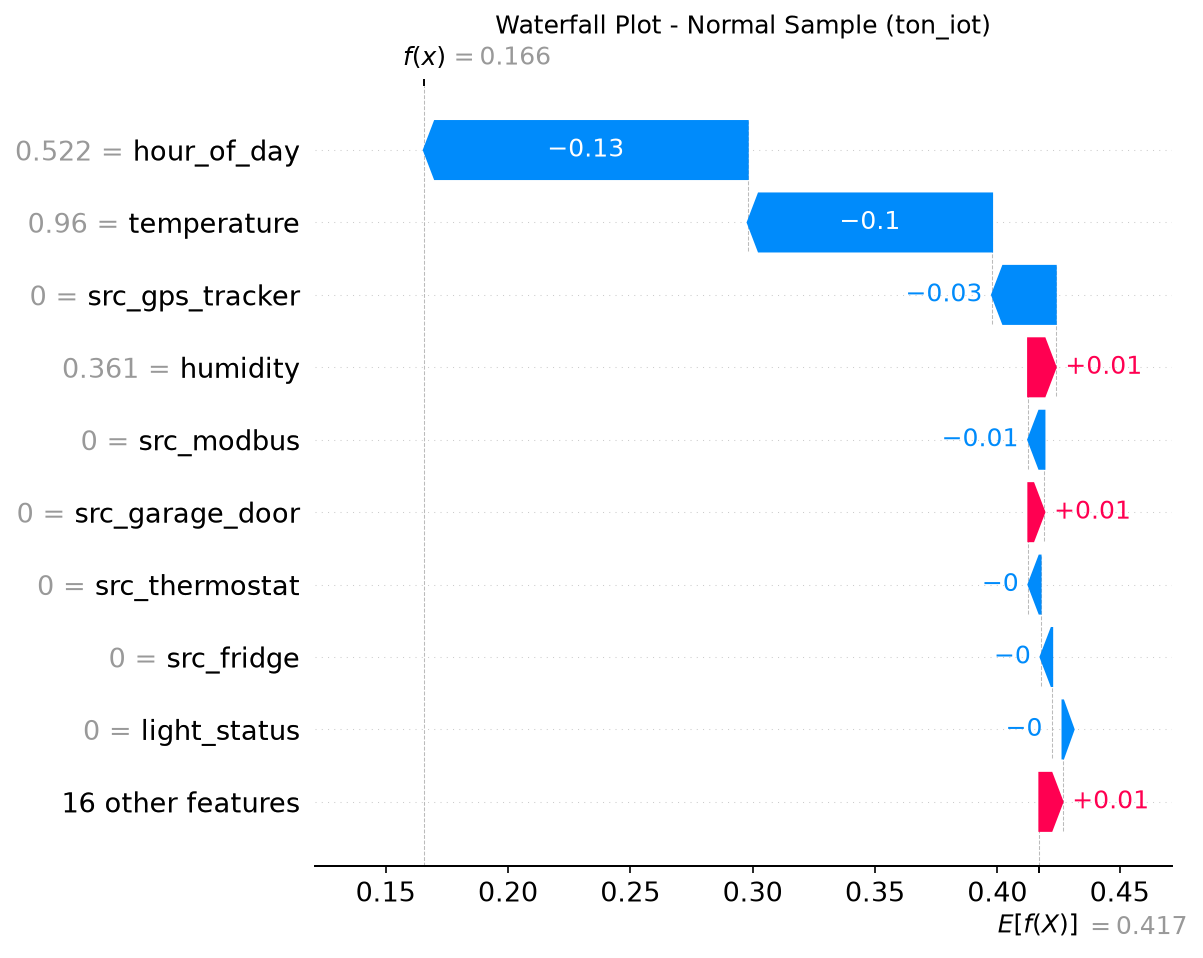 Waterfall Plot - Normal Sample (ton_iot)
f(x) = 0.166
0.522 = hour_of_day −0.13
0.96 = temperature −0.1
0 = src_gps_tracker −0.03
0.361 = humidity +0.01
0 = src_modbus −0.01
0 = src_garage_door +0.01
0 = src_thermostat −0
0 = src_fridge −0
0 = light_status −0
16 other features +0.01
0.15 0.20 0.25 0.30 0.35 0.40 0.45
E[f(X)] = 0.417